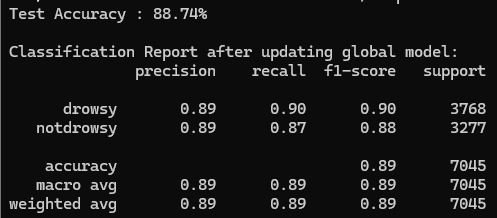 Test Accuracy : 88.74%
Classification Report after updating global model:
precision recall f1-score support
drowsy 0.89 0.90 0.90 3768
notdrowsy 0.89 0.87 0.88 3277
accuracy 0.89 7045
macro avg 0.89 0.89 0.89 7045
weighted avg 0.89 0.89 0.89 7045